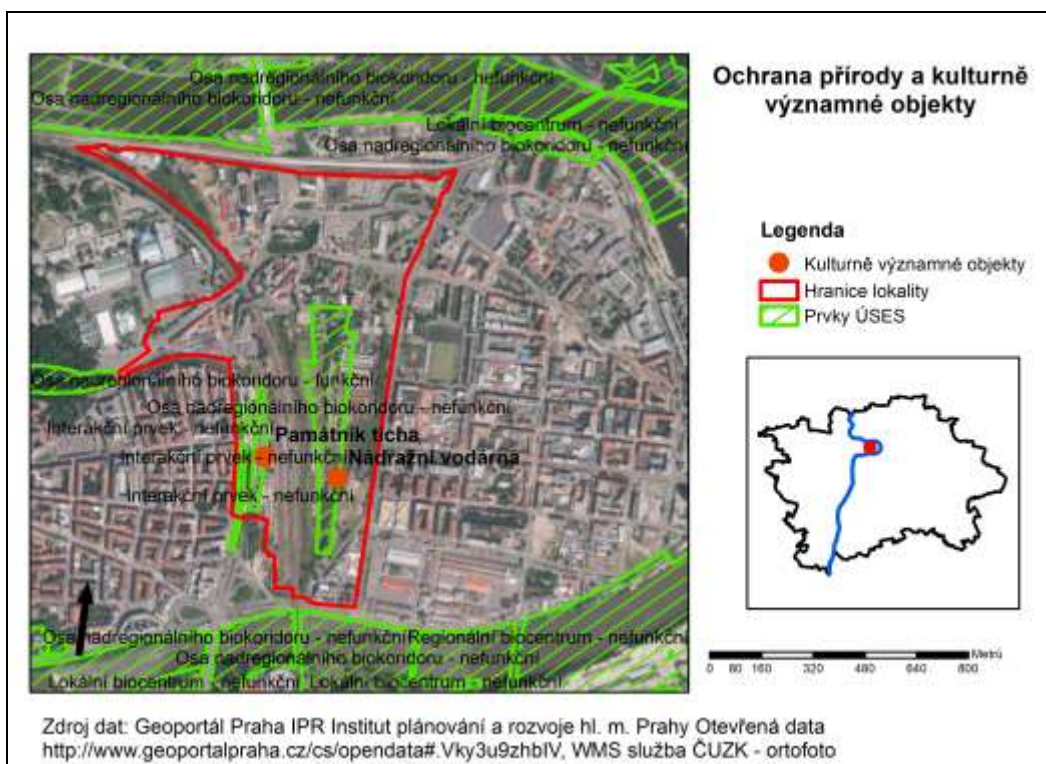 Osa nadregionálního biokoridoru - nefunkční
Osa nadregionálního biokoridoru - nefunkční
Lokální biocentrum - nefunkční
Osa nadregionálního biokoridoru - nefunkční
Osa nadregionálního biokoridoru - funkční
Osa nadregionálního biokoridoru - nefunkční
Interakční prvek - nefunkční
Památník ticha
Interakční prvek - nefunkční
Nádražní vodárna
Interakční prvek - nefunkční
Osa nadregionálního biokoridoru - nefunkční
Regionální biocentrum - nefunkční
Osa nadregionálního biokoridoru - nefunkční
Lokální biocentrum - nefunkční
Lokální biocentrum - nefunkční
Ochrana přírody a kulturně
významné objekty
Legenda
Kulturně významné objekty
Hranice lokality
Prvky ÚSES
Metrů
0 80 160 320 480 640 800
Zdroj dat: Geoportál Praha IPR Institut plánování a rozvoje hl. m. Prahy Otevřená data
http://www.geoportalpraha.cz/cs/opendata#.Vky3u9zhbIV, WMS služba ČUZK - ortofoto